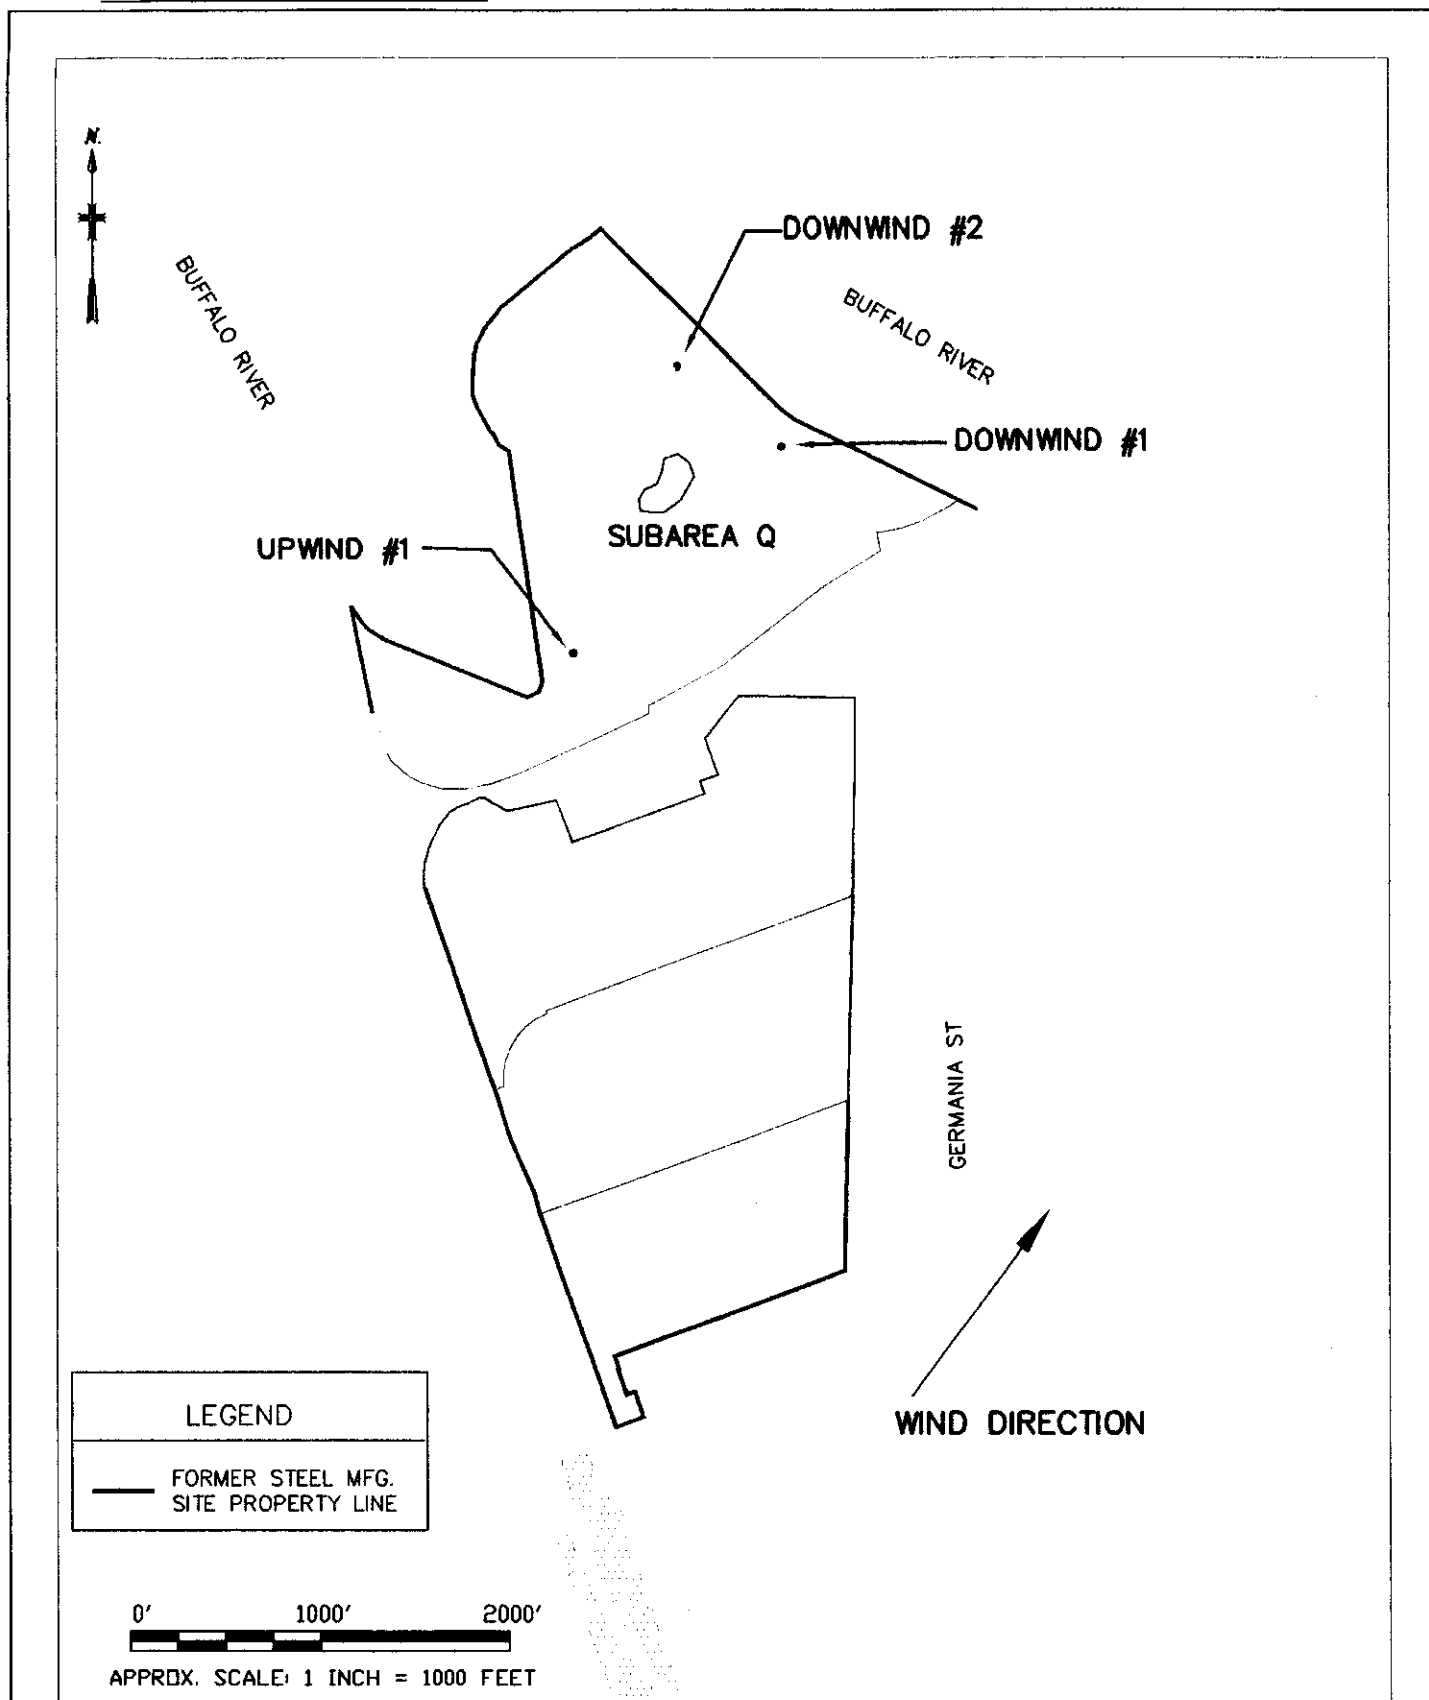 N.
DOWNWIND #2
BUFFALO RIVER
BUFFALO RIVER
DOWNWIND #1
SUBAREA Q
UPWIND #1
GERMANIA ST
WIND DIRECTION
LEGEND
FORMER STEEL MFG.
SITE PROPERTY LINE
0' 1000' 2000'
APPROX. SCALE: 1 INCH = 1000 FEET